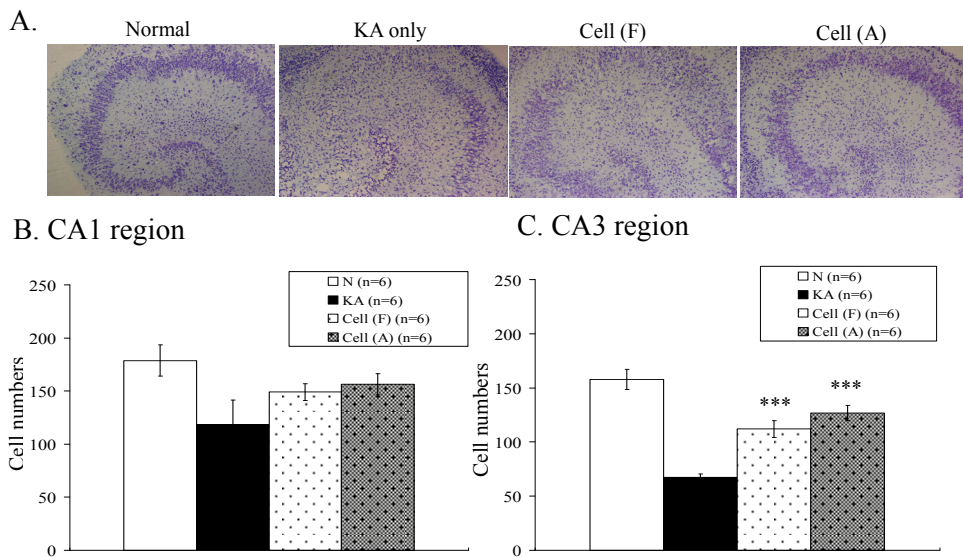 A.
Normal
KA only
Cell (F)
Cell (A)
B. CA1 region
Cell numbers
250
200
150
100
50
0
N (n=6)
KA (n=6)
Cell (F) (n=6)
Cell (A) (n=6)
C. CA3 region
Cell numbers
250
200
150
100
50
0
N (n=6)
KA (n=6)
Cell (F) (n=6)
Cell (A) (n=6)
***
***